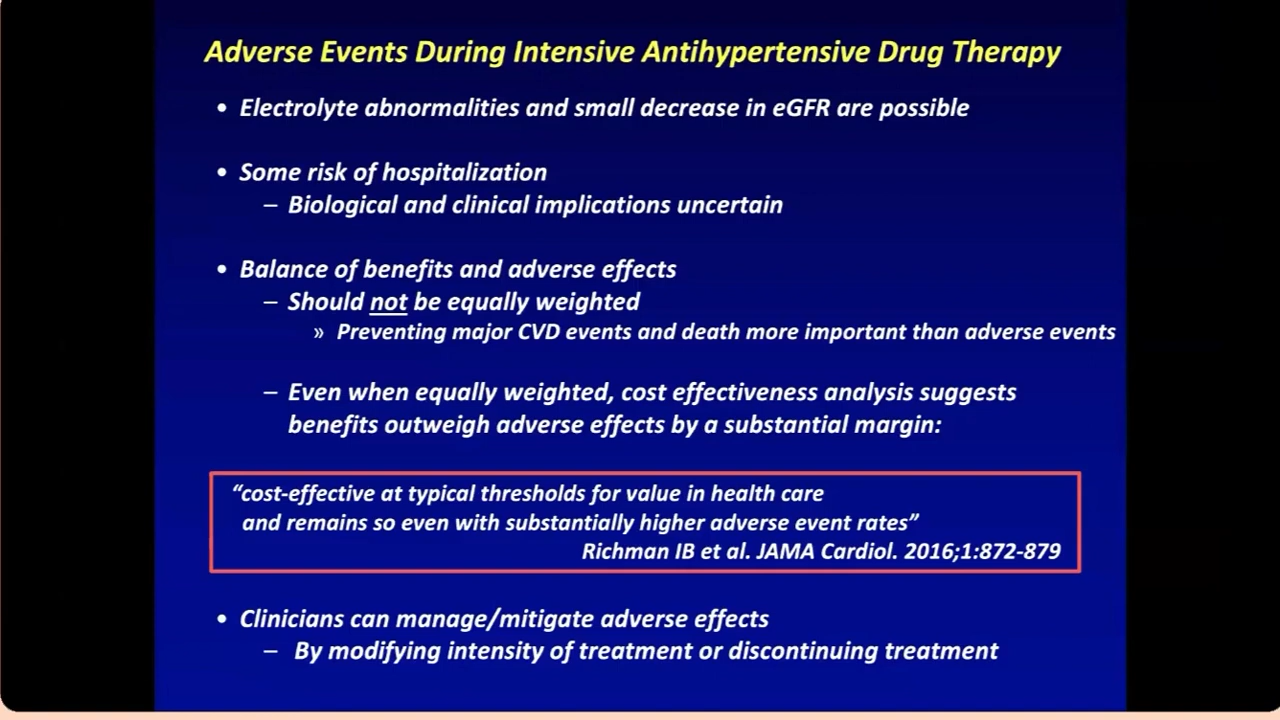 Adverse Events During Intensive Antihypertensive Drug Therapy
• Electrolyte abnormalities and small decrease in eGFR are possible
• Some risk of hospitalization
– Biological and clinical implications uncertain
• Balance of benefits and adverse effects
– Should not be equally weighted
» Preventing major CVD events and death more important than adverse events
– Even when equally weighted, cost effectiveness analysis suggests
benefits outweigh adverse effects by a substantial margin:
“cost-effective at typical thresholds for value in health care
and remains so even with substantially higher adverse event rates”
Richman IB et al. JAMA Cardiol. 2016;1:872-879
• Clinicians can manage/mitigate adverse effects
– By modifying intensity of treatment or discontinuing treatment